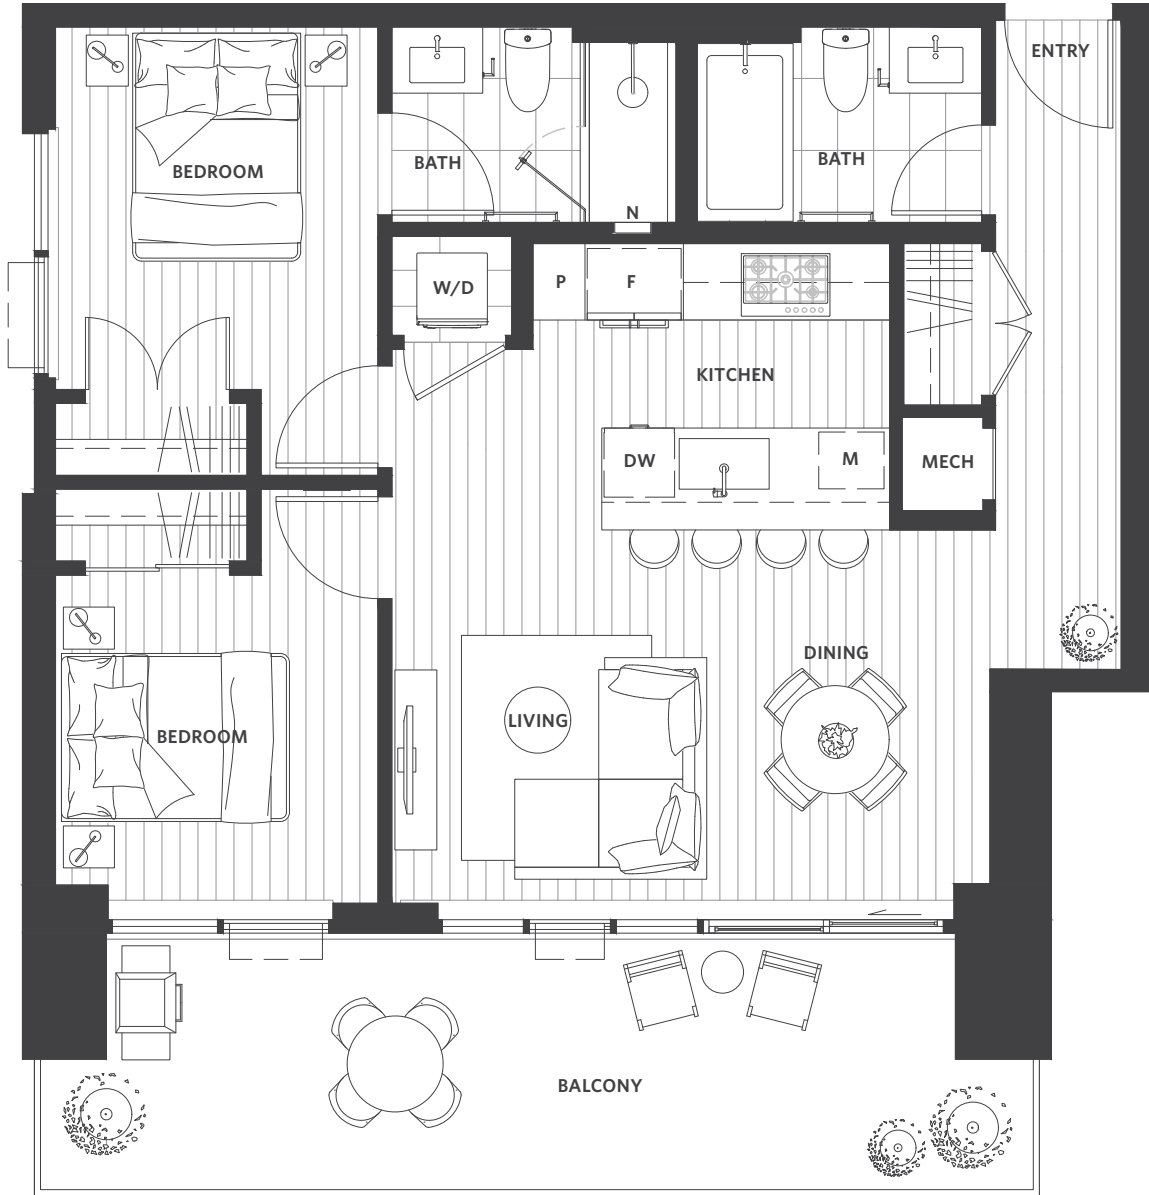 ENTRY
BATH
BATH
BEDROOM
N
W/D
P
F
KITCHEN
DW
M
MECH
DINING
LIVING
BEDROOM
BALCONY